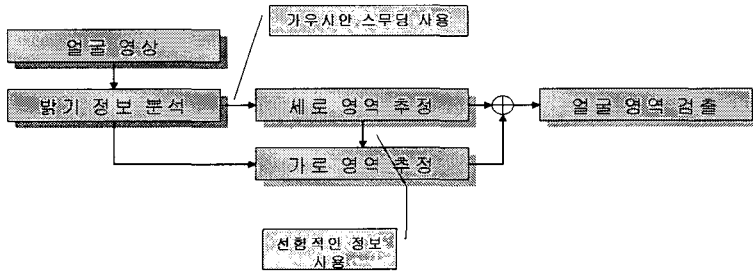 가우시안 스무딩 사용
얼굴 영상
밝기 정보 분석
세로 영역 추정
얼굴 영역 검출
가로 영역 추정
선험적인 정보
사용